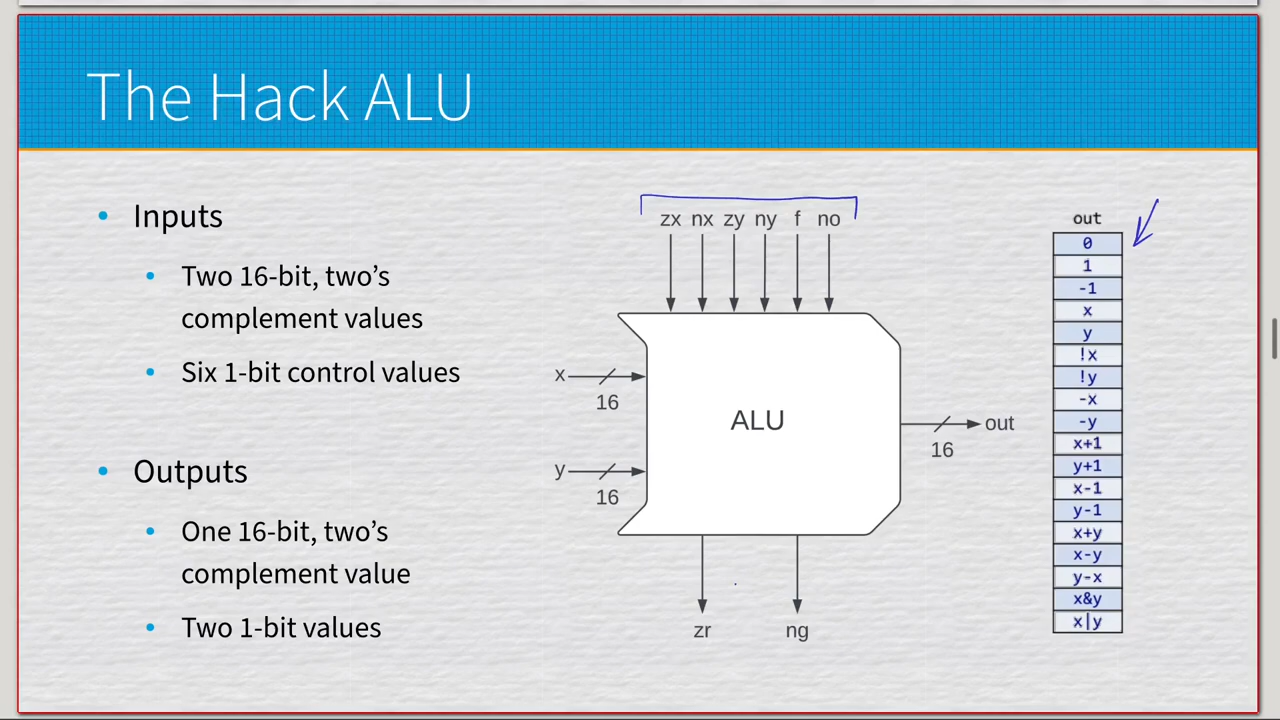 The Hack ALU
• Inputs
• Two 16-bit, two’s
complement values
• Six 1-bit control values
• Outputs
• One 16-bit, two’s
complement value
• Two 1-bit values
zx nx zy ny f no
x
16
y
16
ALU
out
16
zr ng
out
0
1
-1
x
y
!x
!y
-x
-y
x+1
y+1
x-1
y-1
x+y
x-y
y-x
x&y
x|y